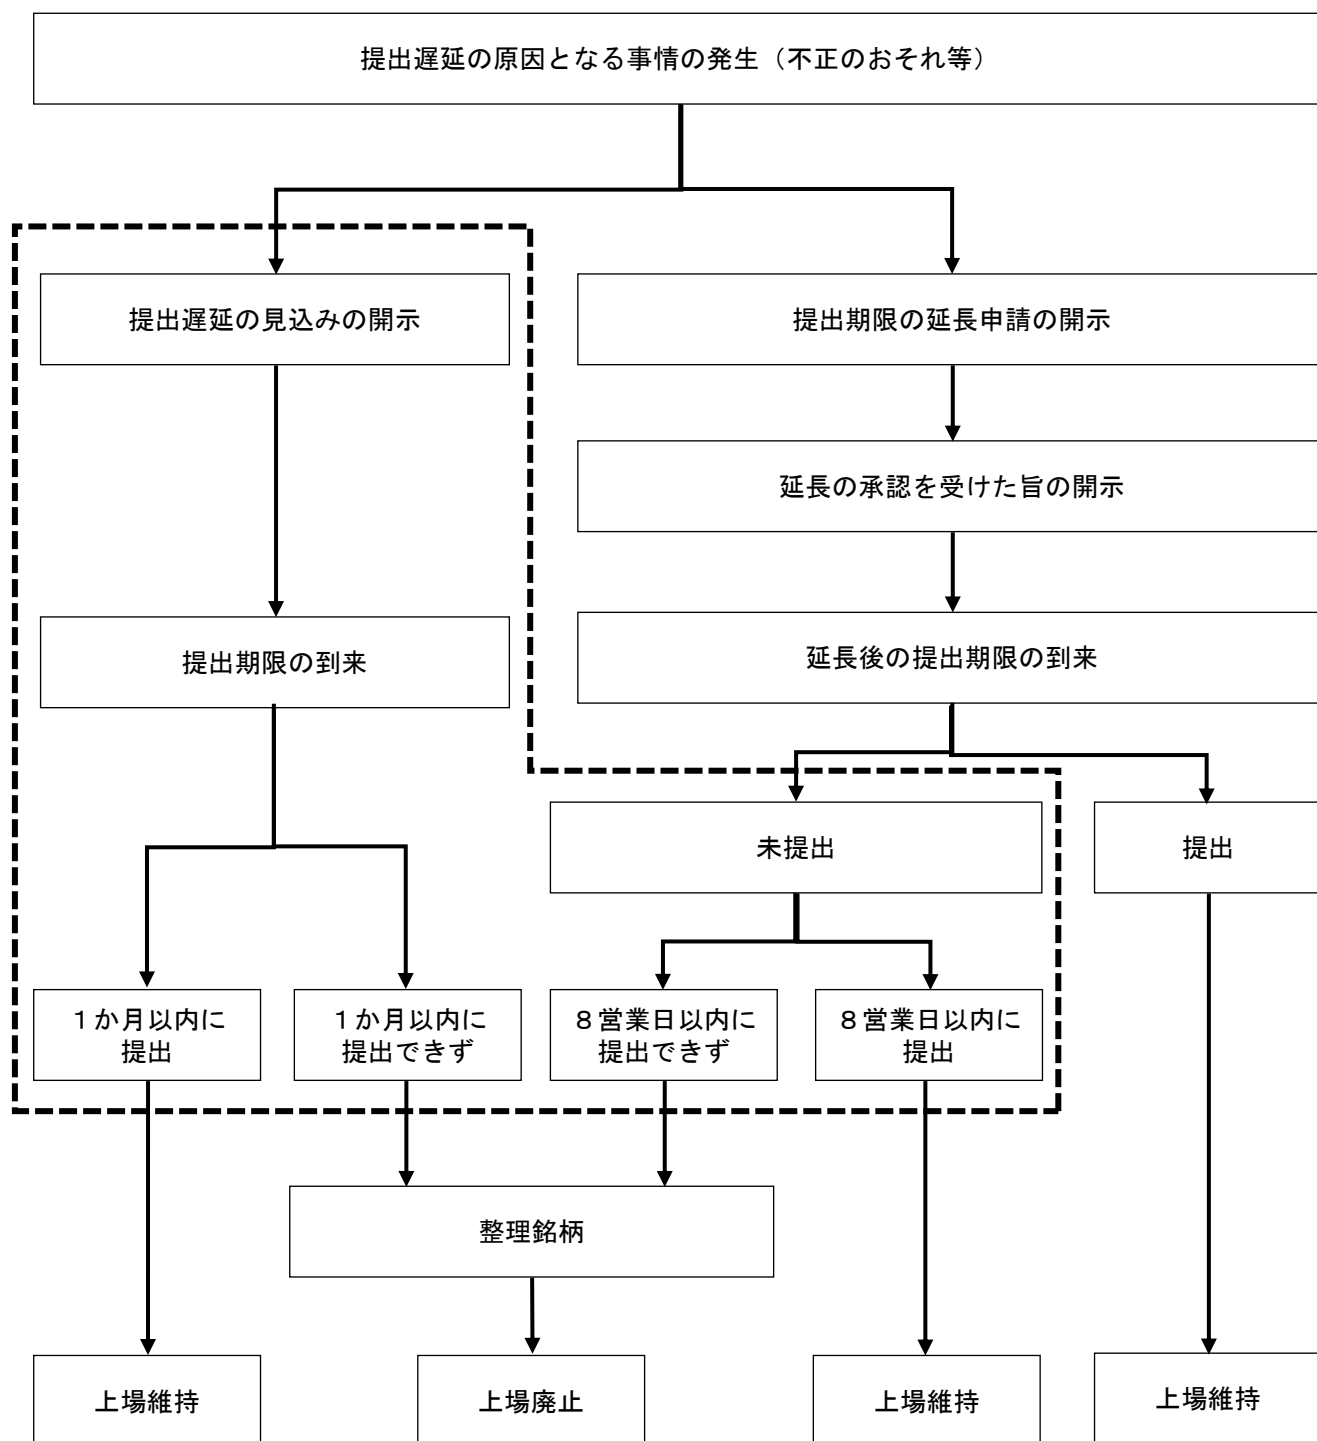 提出遅延の原因となる事情の発生（不正のおそれ等）
提出遅延の見込みの開示
提出期限の延長申請の開示
延長の承認を受けた旨の開示
提出期限の到来
延長後の提出期限の到来
未提出
提出
１か月以内に
提出
１か月以内に
提出できず
８営業日以内に
提出できず
８営業日以内に
提出
整理銘柄
上場維持
上場廃止
上場維持
上場維持